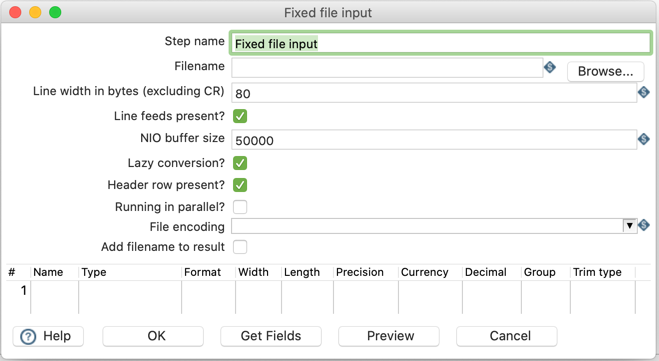 Fixed file input
Step name Fixed file input
Filename Browse...
Line width in bytes (excluding CR) 80
Line feeds present?
NIO buffer size 50000
Lazy conversion?
Header row present?
Running in parallel?
File encoding
Add filename to result
# Name Type Format Width Length Precision Currency Decimal Group Trim type
1
? Help OK Get Fields Preview Cancel